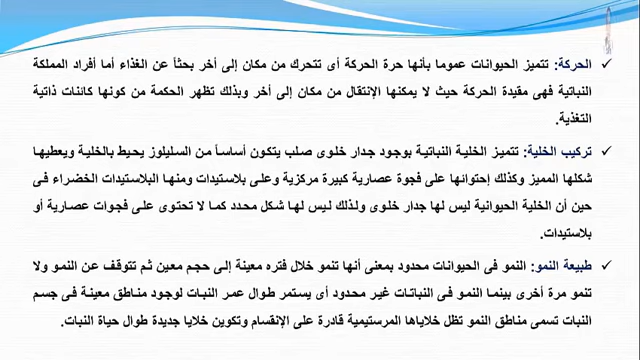 ✓ الحركة: تتميز الحيوانات عموما بأنها حرة الحركة أى تتحرك من مكان إلى أخر بحثاً عن الغذاء أما أفراد المملكة
النباتية فهى مقيدة الحركة حيث لا يمكنها الإنتقال من مكان إلى أخر وبذلك تظهر الحكمة من كونها كائنات ذاتية
التغذية.
✓ تركيب الخلية: تتميز الخلية النباتية بوجود جدار خلوى صلب يتكون أساساً من السليلوز يحيط بالخلية ويعطيها
شكلها المميز وكذلك إحتوائها على فجوة عصارية كبيرة مركزية وعلى بلاستيدات ومنها البلاستيدات الخضراء فى
حين أن الخلية الحيوانية ليس لها جدار خلوى ولذلك ليس لها شكل محدد كما لا تحتوى على فجوات عصارية أو
بلاستيدات.
✓ طبيعة النمو: النمو فى الحيوانات محدود بمعنى أنها تنمو خلال فتره معينة إلى حجم معين ثم تتوقف عن النمو ولا
تنمو مرة أخرى بينما النمو فى النباتات غير محدود أى يستمر طوال عمر النبات لوجود مناطق معينة فى جسم
النبات تسمى مناطق النمو تظل خلاياها المرستيمية قادرة على الإنقسام وتكوين خلايا جديدة طوال حياة النبات.